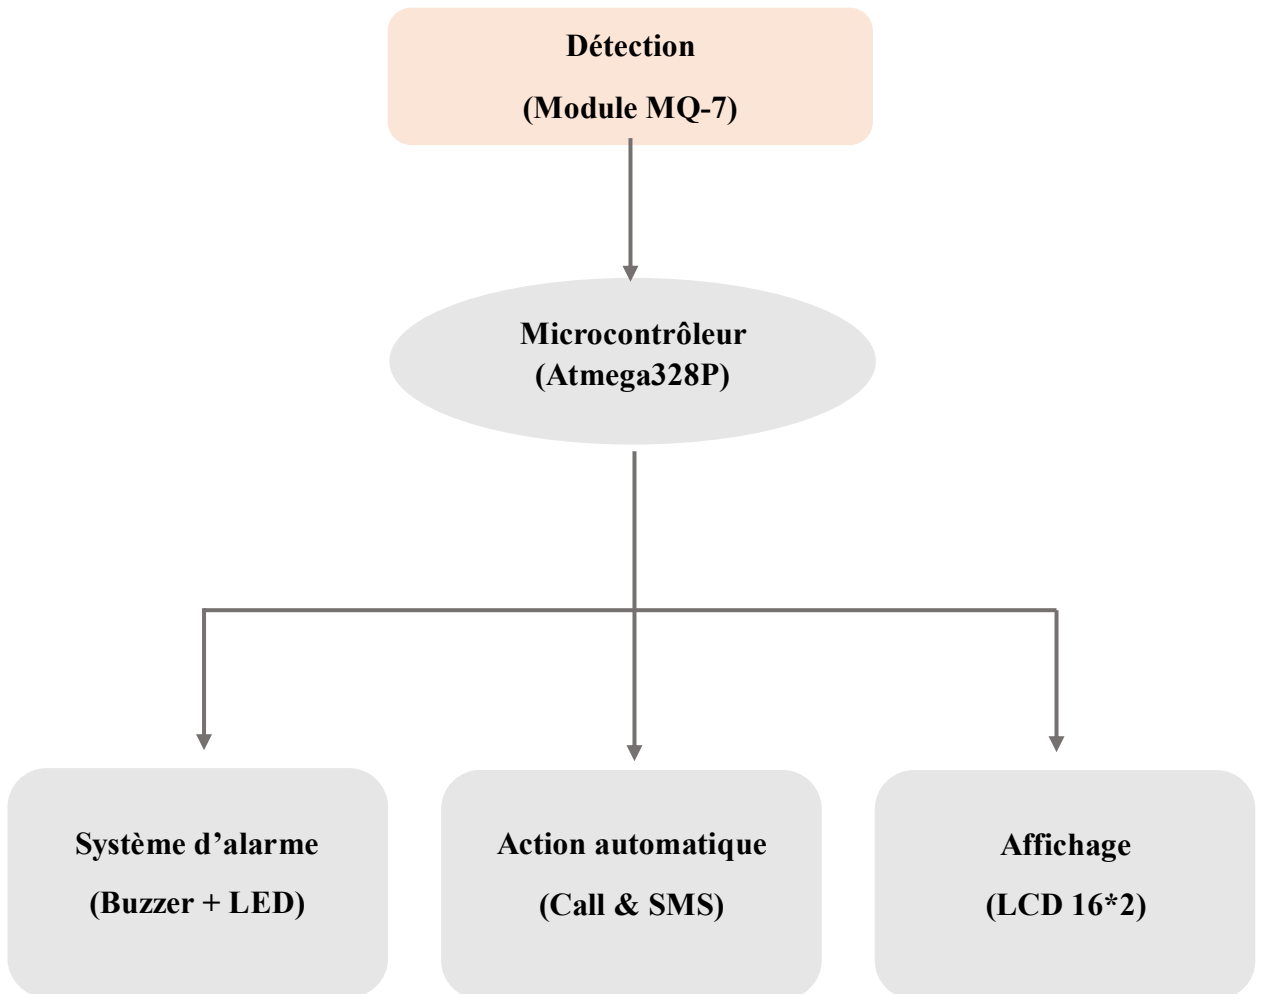 Détection
(Module MQ-7)
Microcontrôleur
(Atmega328P)
Système d’alarme
(Buzzer + LED)
Action automatique
(Call & SMS)
Affichage
(LCD 16*2)